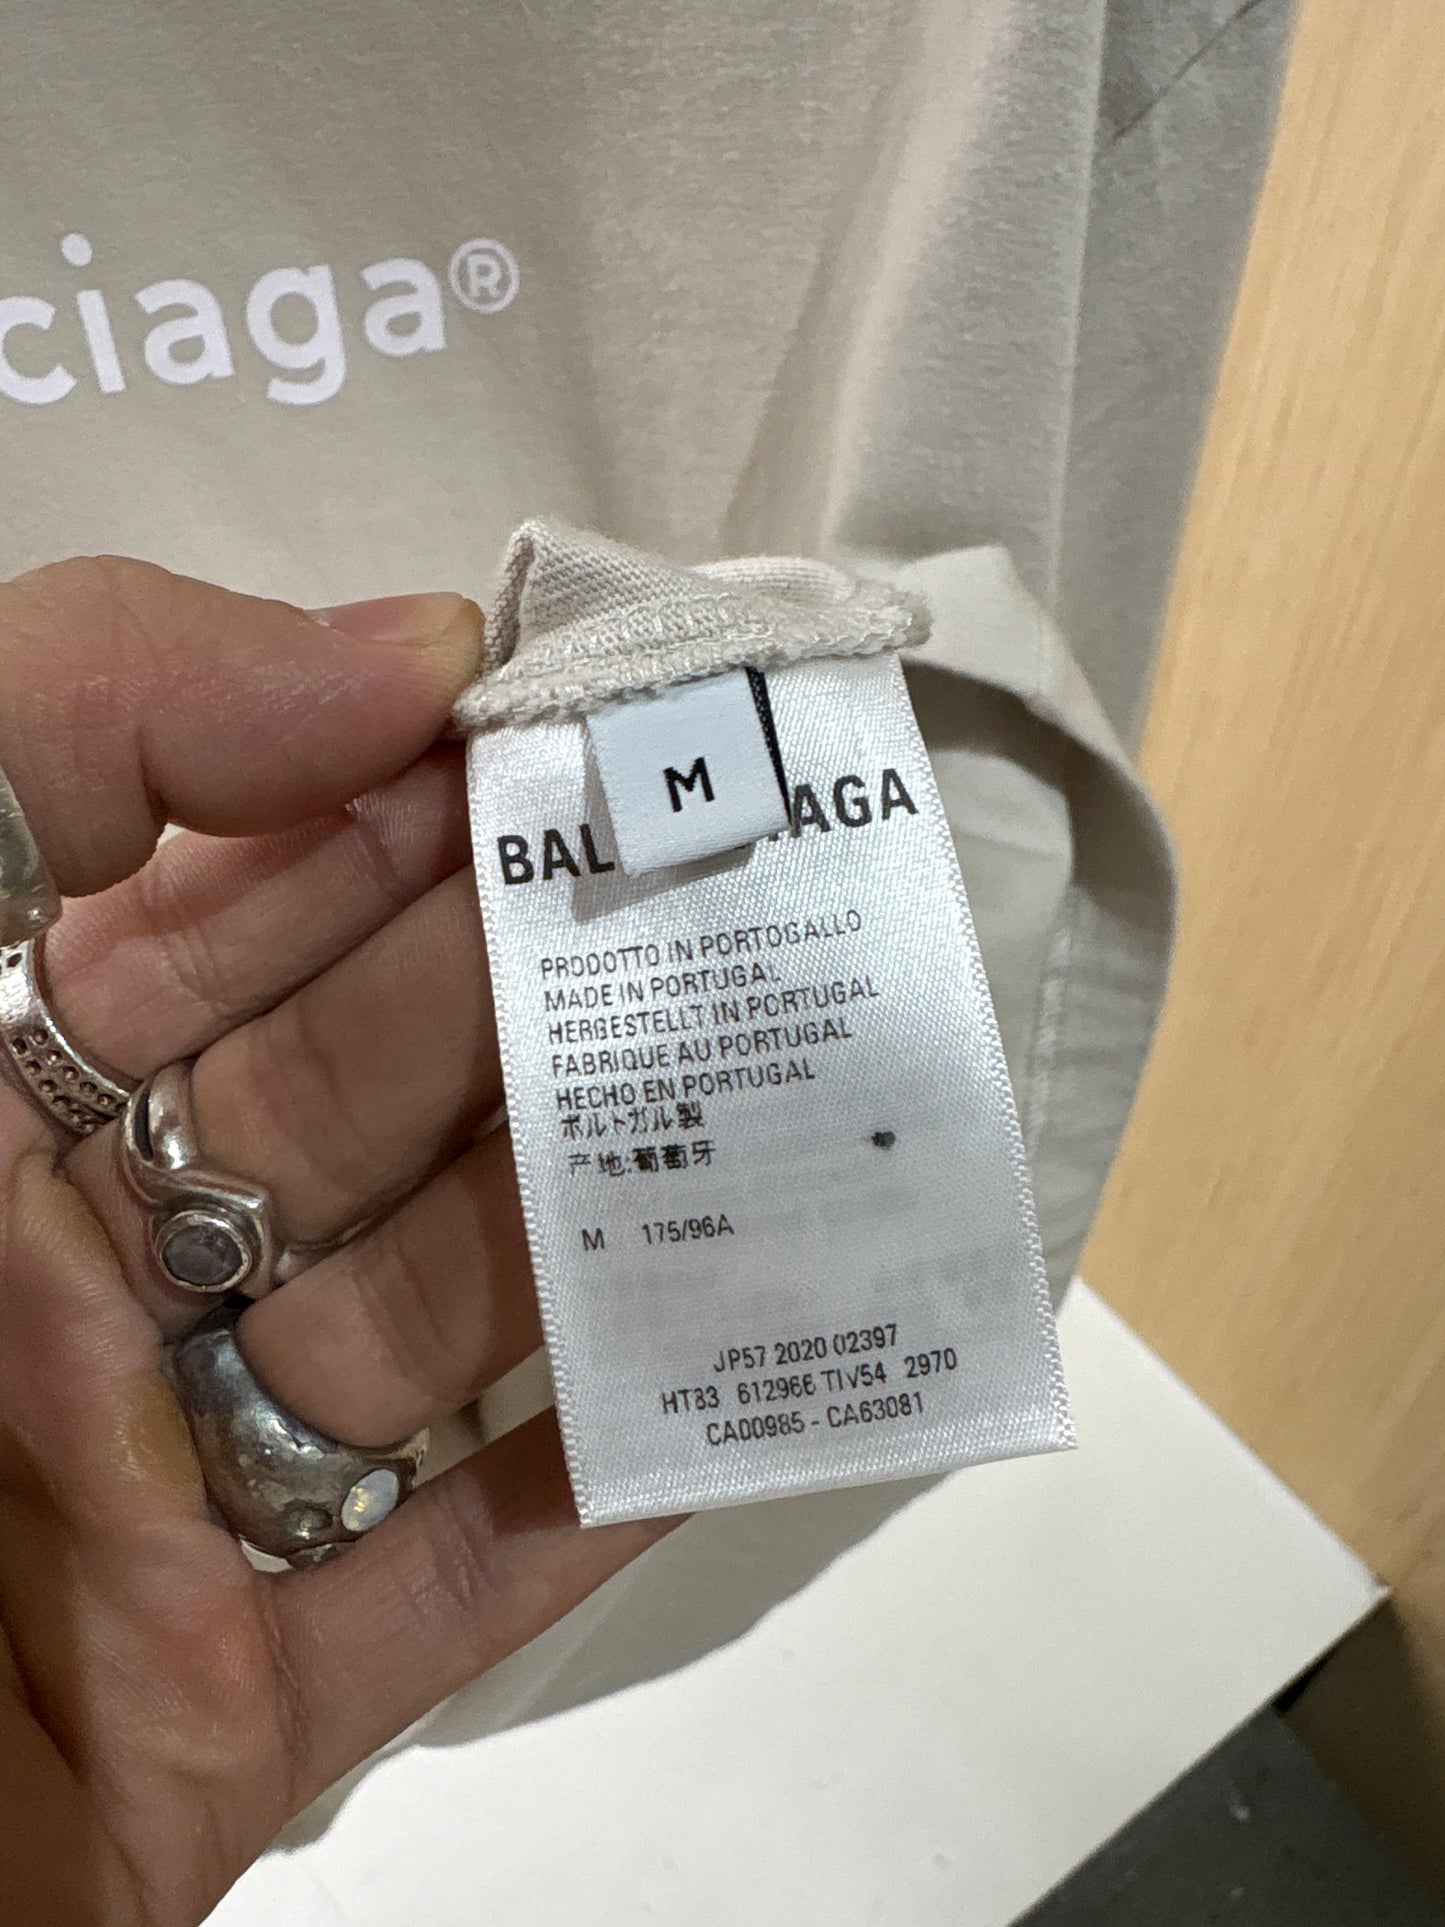 ciaga®
M
BAL IAGA
PRODOTTO IN PORTOGALLO
MADE IN PORTUGAL
HERGESTELLT IN PORTUGAL
FABRIQUE AU PORTUGAL
HECHO EN PORTUGAL
ポルトガル製
产地:葡萄牙
M 175/96A
JP57 2020 02397
HT83 612966 TIV54 2970
CA00985 - CA63081